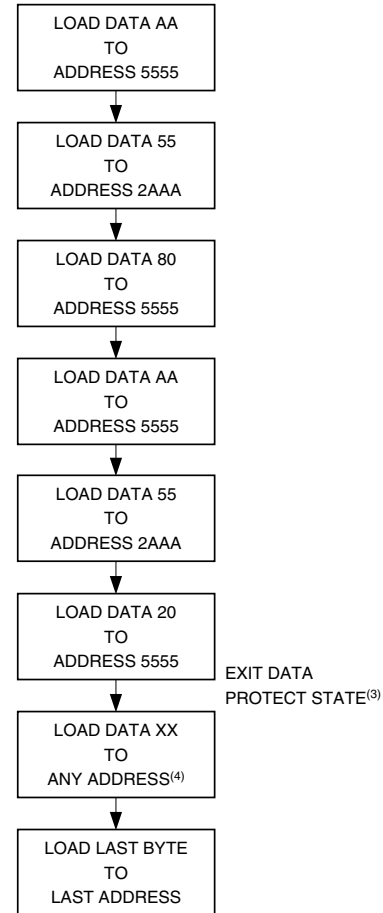 LOAD DATA AA
TO
ADDRESS 5555
LOAD DATA 55
TO
ADDRESS 2AAA
LOAD DATA 80
TO
ADDRESS 5555
LOAD DATA AA
TO
ADDRESS 5555
LOAD DATA 55
TO
ADDRESS 2AAA
LOAD DATA 20
TO
ADDRESS 5555
EXIT DATA
PROTECT STATE(3)
LOAD DATA XX
TO
ANY ADDRESS(4)
LOAD LAST BYTE
TO
LAST ADDRESS